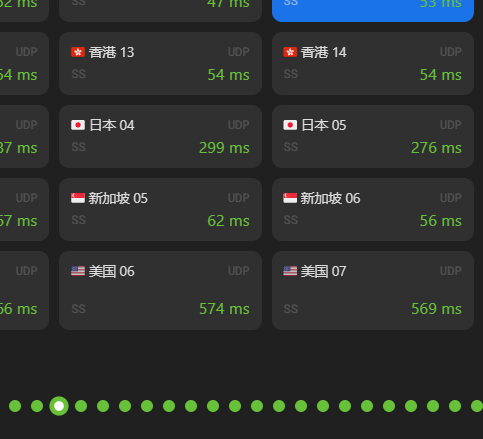 47 ms
SS
53 ms
UDP
香港 13
UDP
香港 14
UDP
54 ms
SS
54 ms
SS
54 ms
UDP
日本 04
UDP
日本 05
UDP
37 ms
SS
299 ms
SS
276 ms
UDP
新加坡 05
UDP
新加坡 06
UDP
67 ms
SS
62 ms
SS
56 ms
UDP
美国 06
UDP
美国 07
UDP
66 ms
SS
574 ms
SS
569 ms